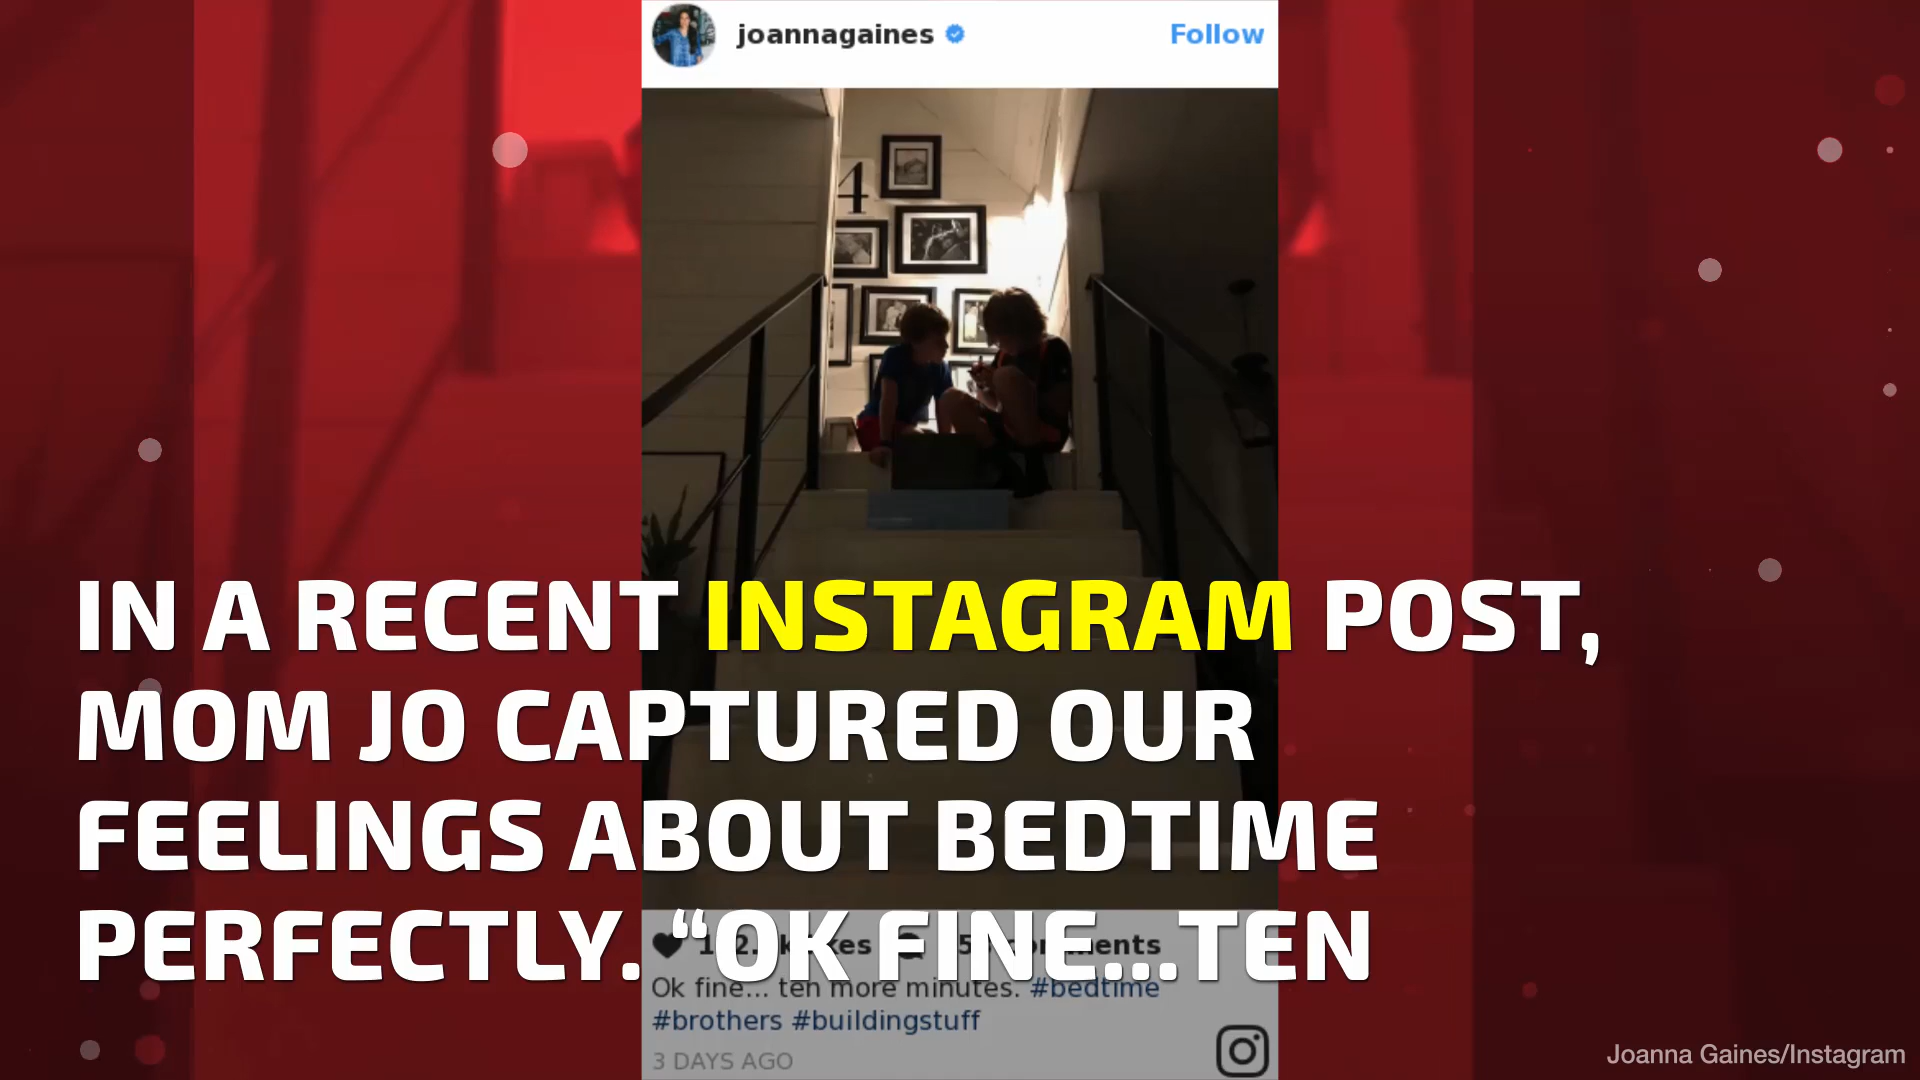 joannagaines
Follow
4
IN A RECENT INSTAGRAM POST,
MOM JO CAPTURED OUR
FEELINGS ABOUT BEDTIME
PERFECTLY. “OK FINE...TEN
Ok fine... ten more minutes. #bedtime
#brothers #buildingstuff
3 DAYS AGO
Joanna Gaines/Instagram